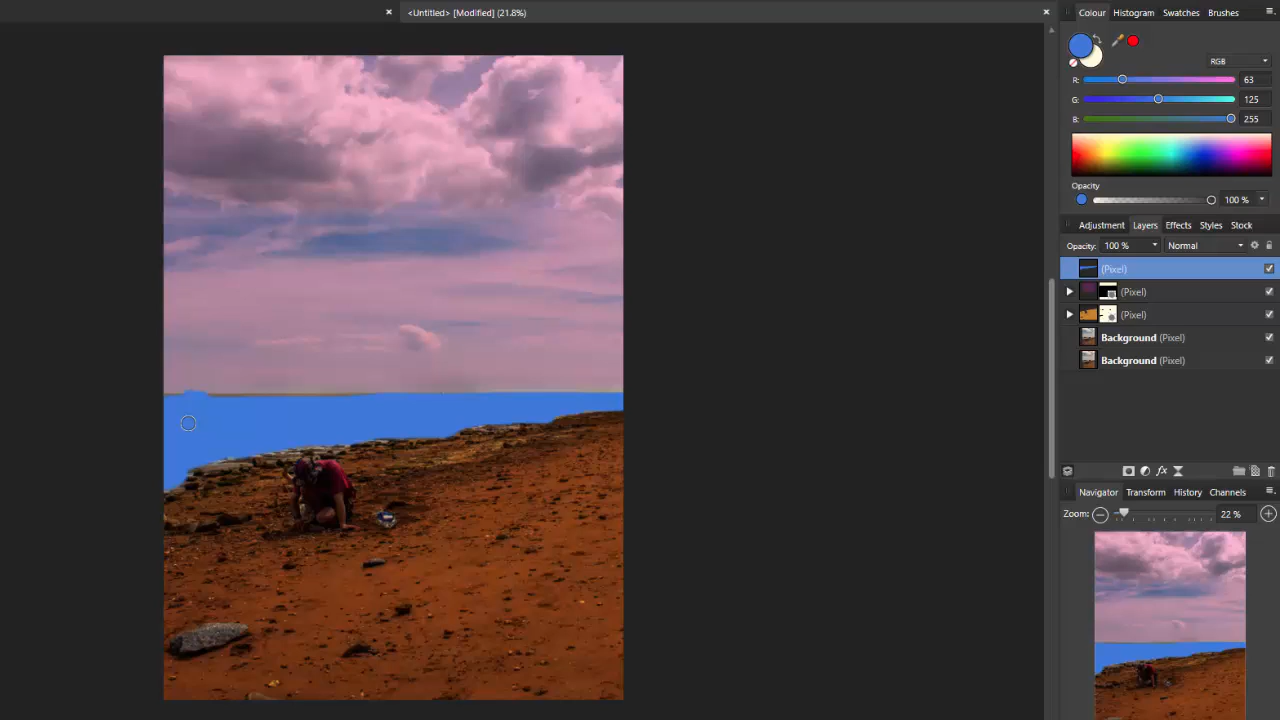 <Untitled> [Modified] (21.8%)
Colour Histogram Swatches Brushes
RGB
R: 63
G: 125
B: 255
Opacity
100 %
Adjustment Layers Effects Styles Stock
Opacity: 100 % Normal
(Pixel)
(Pixel)
(Pixel)
Background (Pixel)
Background (Pixel)
fx
Navigator Transform History Channels
Zoom: 22 %